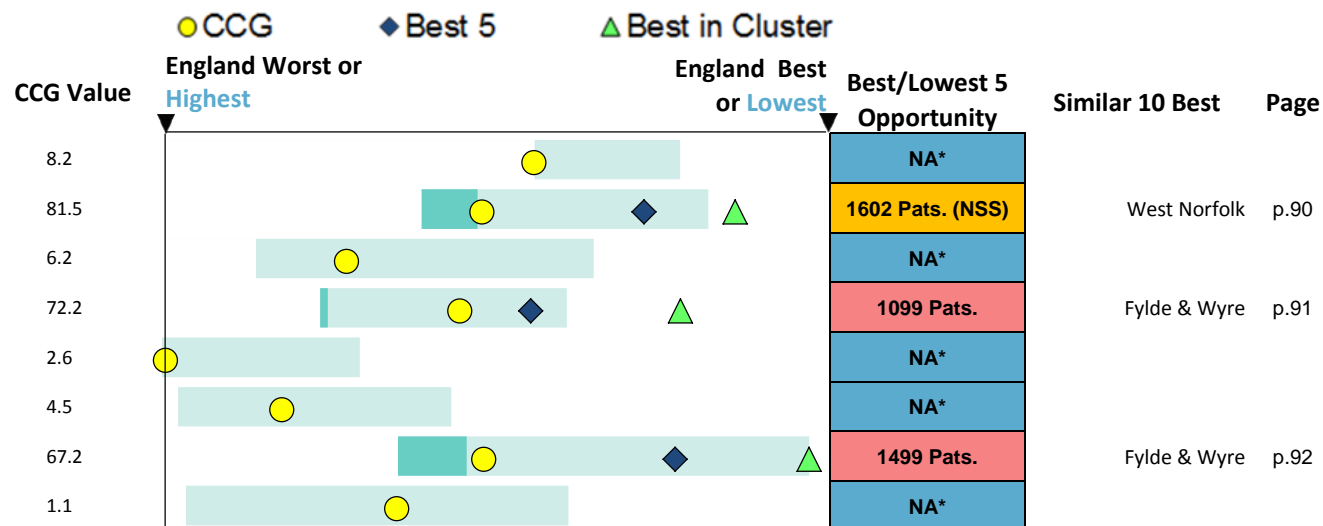 CCG Best 5 Best in Cluster
CCG Value
England Worst or
Highest
England Best
or Lowest
Best/Lowest 5
Opportunity
Similar 10 Best
Page
8.2 NA*
81.5 1602 Pats. (NSS) West Norfolk p.90
6.2 NA*
72.2 1099 Pats. Fylde & Wyre p.91
2.6 NA*
4.5 NA*
67.2 1499 Pats. Fylde & Wyre p.92
1.1 NA*